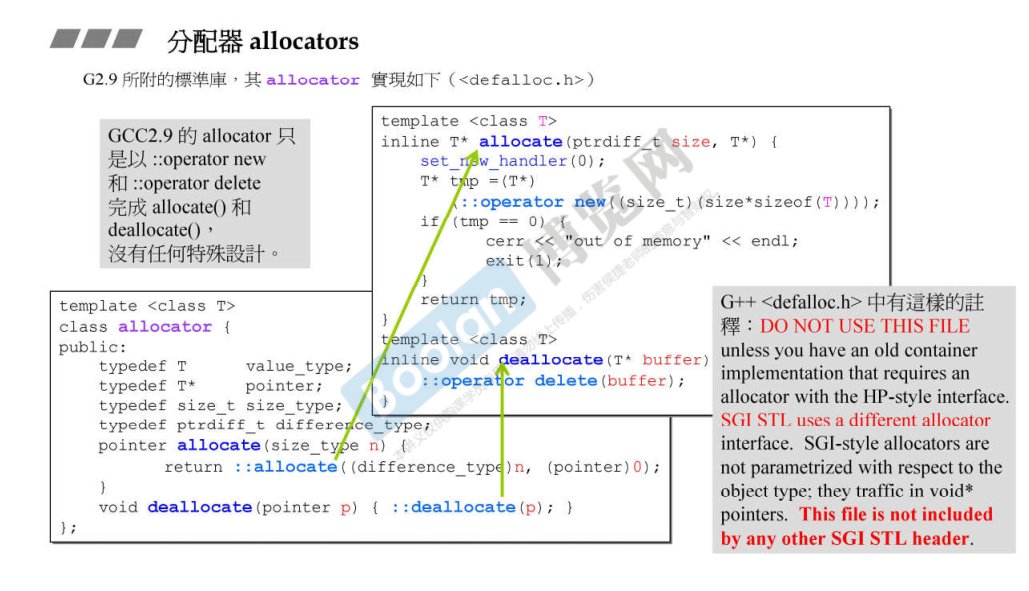 分配器 allocators
G2.9 所附的標準庫，其 allocator 實現如下（<defalloc.h>）
GCC2.9 的 allocator 只
是以 ::operator new
和 ::operator delete
完成 allocate() 和
deallocate()，
沒有任何特殊設計。
template <class T>
inline T* allocate(ptrdiff_t size, T*) {
set_new_handler(0);
T* tmp =(T*)
(::operator new((size_t)(size*sizeof(T))));
if (tmp == 0) {
cerr << "out of memory" << endl;
exit(1);
}
return tmp;
}
template <class T>
inline void deallocate(T* buffer)
::operator delete(buffer);
}
template <class T>
class allocator {
public:
typedef T value_type;
typedef T* pointer;
typedef size_t size_type;
typedef ptrdiff_t difference_type;
pointer allocate(size_type n) {
return ::allocate((difference_type)n, (pointer)0);
}
void deallocate(pointer p) { ::deallocate(p); }
};
G++ <defalloc.h> 中有這樣的註
釋：DO NOT USE THIS FILE
unless you have an old container
implementation that requires an
allocator with the HP-style interface.
SGI STL uses a different allocator
interface. SGI-style allocators are
not parametrized with respect to the
object type; they traffic in void*
pointers. This file is not included
by any other SGI STL header.
Boolan 博览网